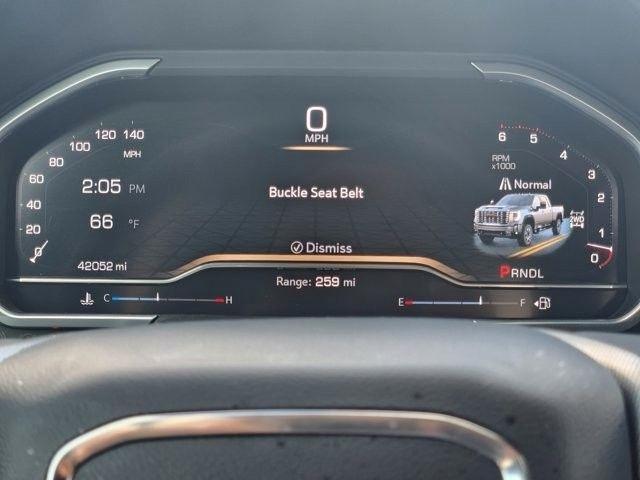 0
MPH
Buckle Seat Belt
Dismiss
140
120
100
80
60
40
20
0
MPH
2:05 PM
66 °F
42052 mi
6
5
4
3
2
1
0
RPM
x1000
Normal
2WD
PRNDL
Range: 259 mi
C H
E F